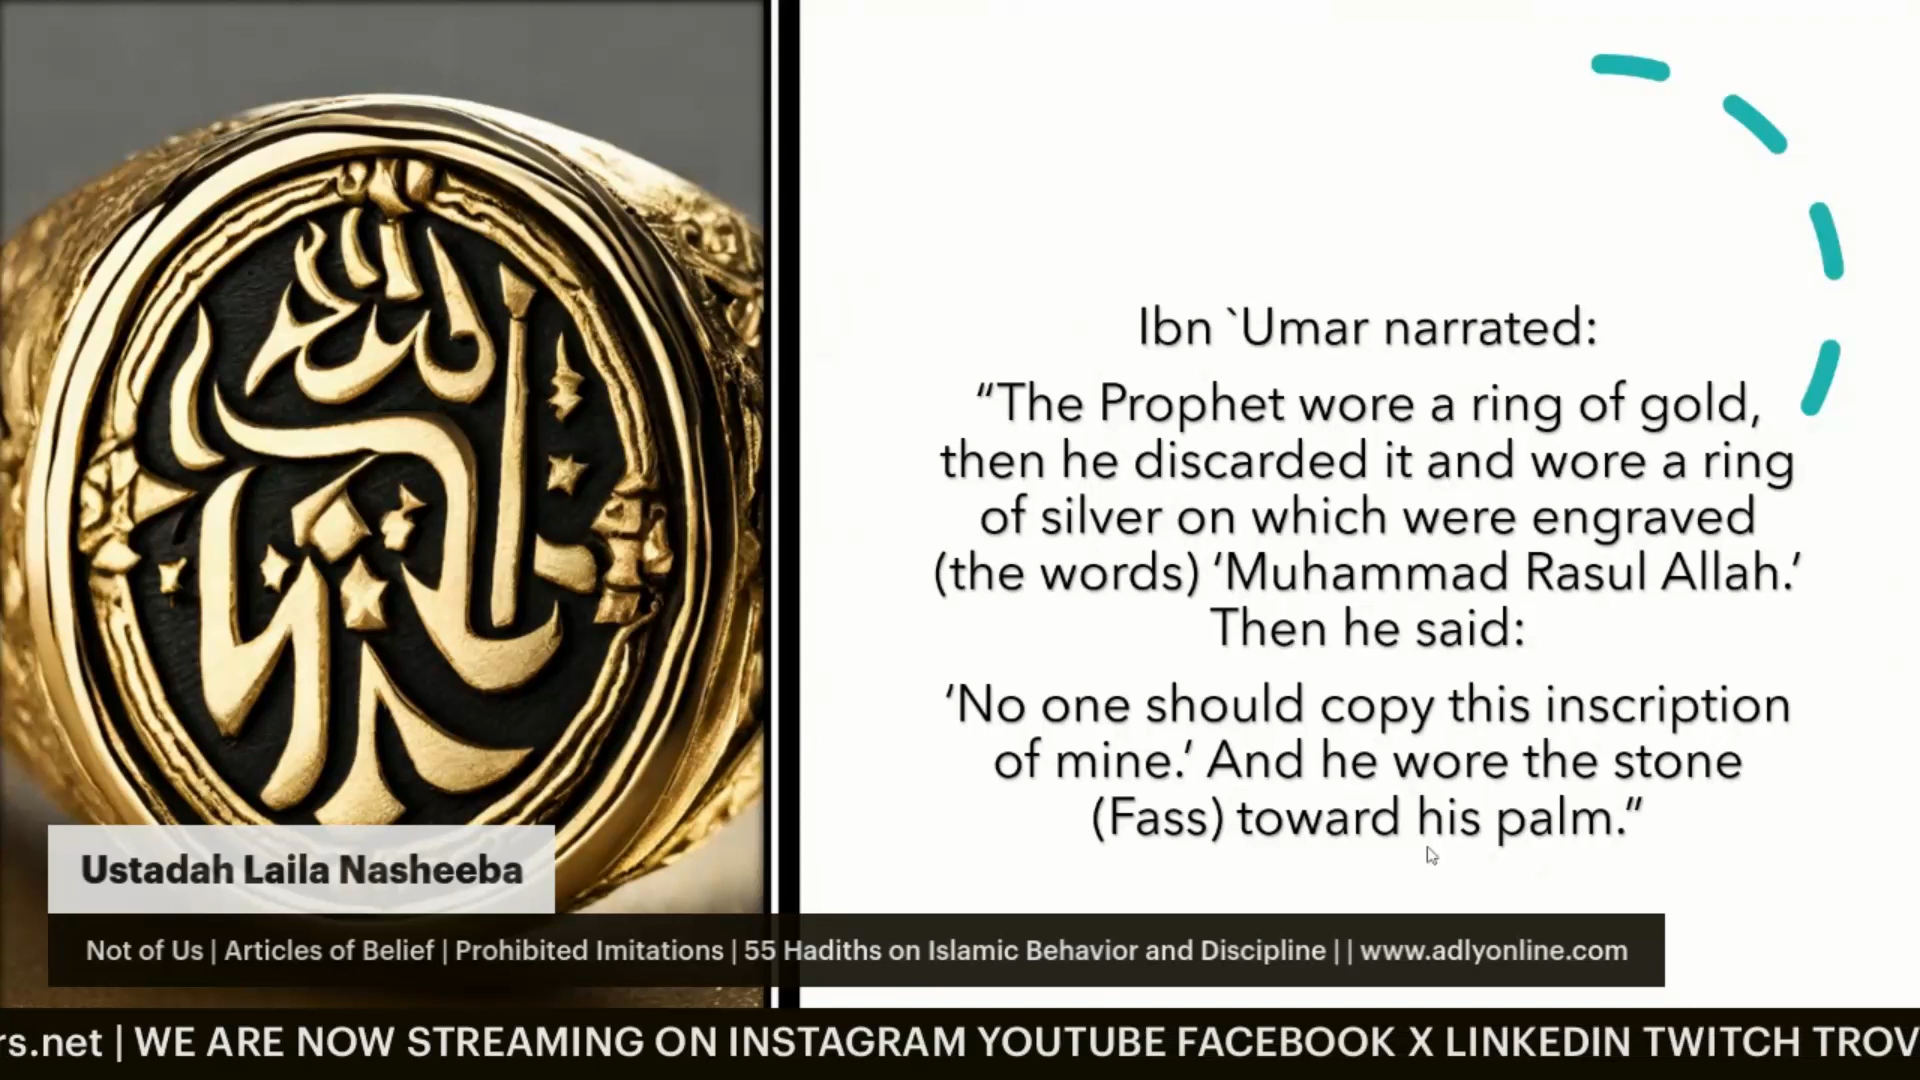 Ibn `Umar narrated:
“The Prophet wore a ring of gold,
then he discarded it and wore a ring
of silver on which were engraved
(the words) ‘Muhammad Rasul Allah.’
Then he said:
‘No one should copy this inscription
of mine.’ And he wore the stone
(Fass) toward his palm.”
Ustadah Laila Nasheeba
Not of Us | Articles of Belief | Prohibited Imitations | 55 Hadiths on Islamic Behavior and Discipline | | www.adlyonline.com
rs.net | WE ARE NOW STREAMING ON INSTAGRAM YOUTUBE FACEBOOK X LINKEDIN TWITCH TROV